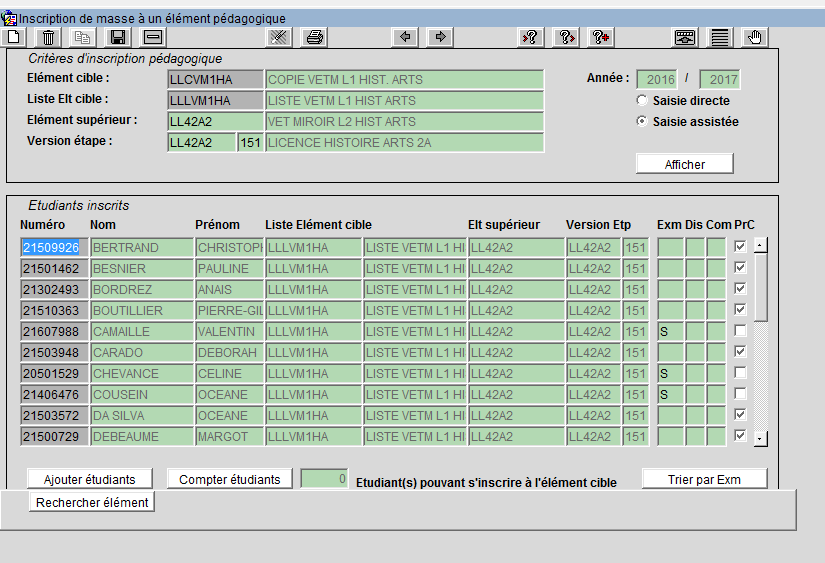 Inscription de masse à un élément pédagogique
Critères d'inscription pédagogique
Elément cible : LLCVM1HA COPIE VETM L1 HIST. ARTS Année : 2016 / 2017
Liste Elt cible : LLLVM1HA LISTE VETM L1 HIST ARTS Saisie directe
Elément supérieur : LL42A2 VET MIROIR L2 HIST ARTS Saisie assistée
Version étape : LL42A2 151 LICENCE HISTOIRE ARTS 2A
Afficher
Etudiants inscrits
Numéro Nom Prénom Liste Elément cible Elt supérieur Version Etp Exm Dis Com PrC
21509926 BERTRAND CHRISTOPH LLLVM1HA LISTE VETM L1 HI LL42A2 LL42A2 151
21501462 BESNIER PAULINE LLLVM1HA LISTE VETM L1 HI LL42A2 LL42A2 151
21302493 BORDREZ ANAIS LLLVM1HA LISTE VETM L1 HI LL42A2 LL42A2 151
21510363 BOUTILLIER PIERRE-GIL LLLVM1HA LISTE VETM L1 HI LL42A2 LL42A2 151
21607988 CAMAILLE VALENTIN LLLVM1HA LISTE VETM L1 HI LL42A2 LL42A2 151 S
21503948 CARADO DEBORAH LLLVM1HA LISTE VETM L1 HI LL42A2 LL42A2 151
20501529 CHEVANCE CELINE LLLVM1HA LISTE VETM L1 HI LL42A2 LL42A2 151 S
21406476 COUSEIN OCEANE LLLVM1HA LISTE VETM L1 HI LL42A2 LL42A2 151 S
21503572 DA SILVA OCEANE LLLVM1HA LISTE VETM L1 HI LL42A2 LL42A2 151
21500729 DEBEAUME MARGOT LLLVM1HA LISTE VETM L1 HI LL42A2 LL42A2 151
Ajouter étudiants Compter étudiants 0 Etudiant(s) pouvant s'inscrire à l'élément cible Trier par Exm
Rechercher élément